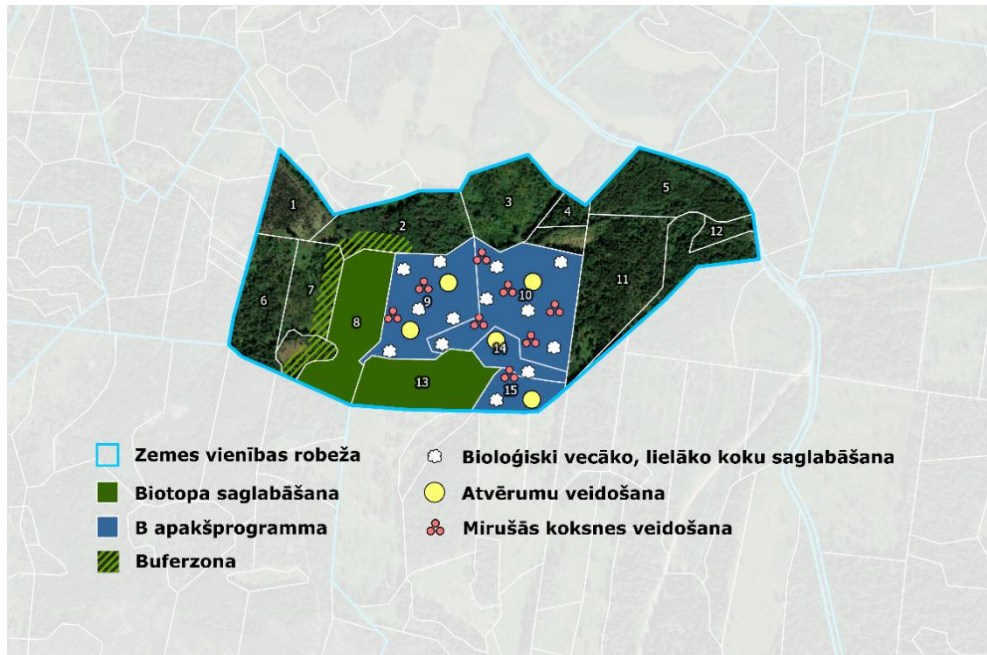 5
3
1
4
2
12
11
7
10
6
9
8
14
13
15
Zemes vienības robeža
Biotopa saglabāšana
B apakšprogramma
Buferzona
Bioloģiski vecāko, lielāko koku saglabāšana
Atvērumu veidošana
Mirušās koksnes veidošana